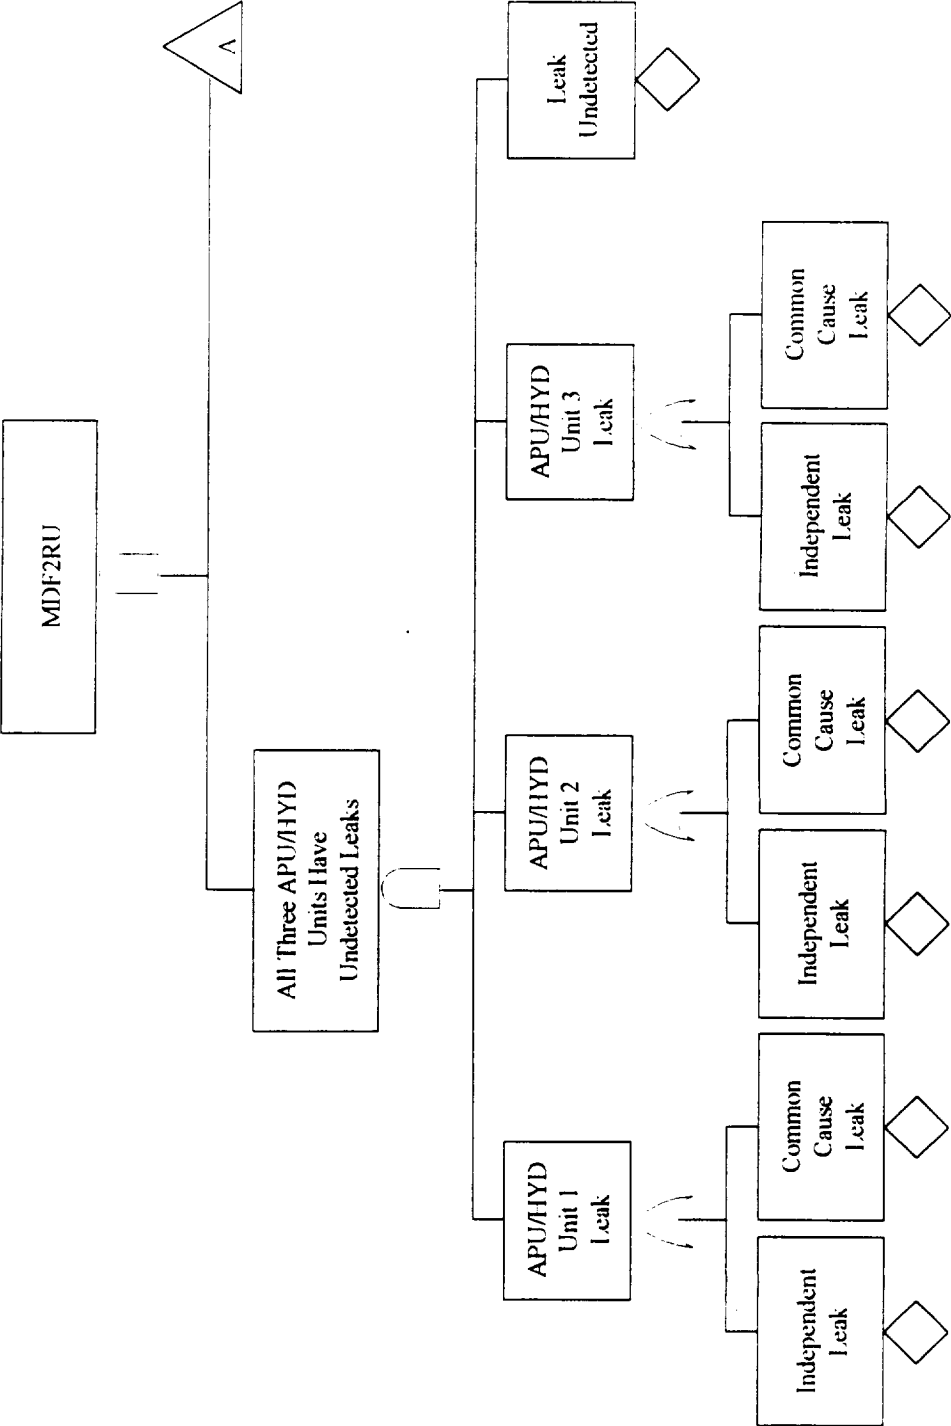 MDF2RU
A
All Three APU/HYD
Units Have
Undetected Leaks
APU/HYD
Unit 1
Leak
APU/HYD
Unit 2
Leak
APU/HYD
Unit 3
Leak
Leak
Undetected
Independent
Leak
Common
Cause
Leak
Independent
Leak
Common
Cause
Leak
Independent
Leak
Common
Cause
Leak